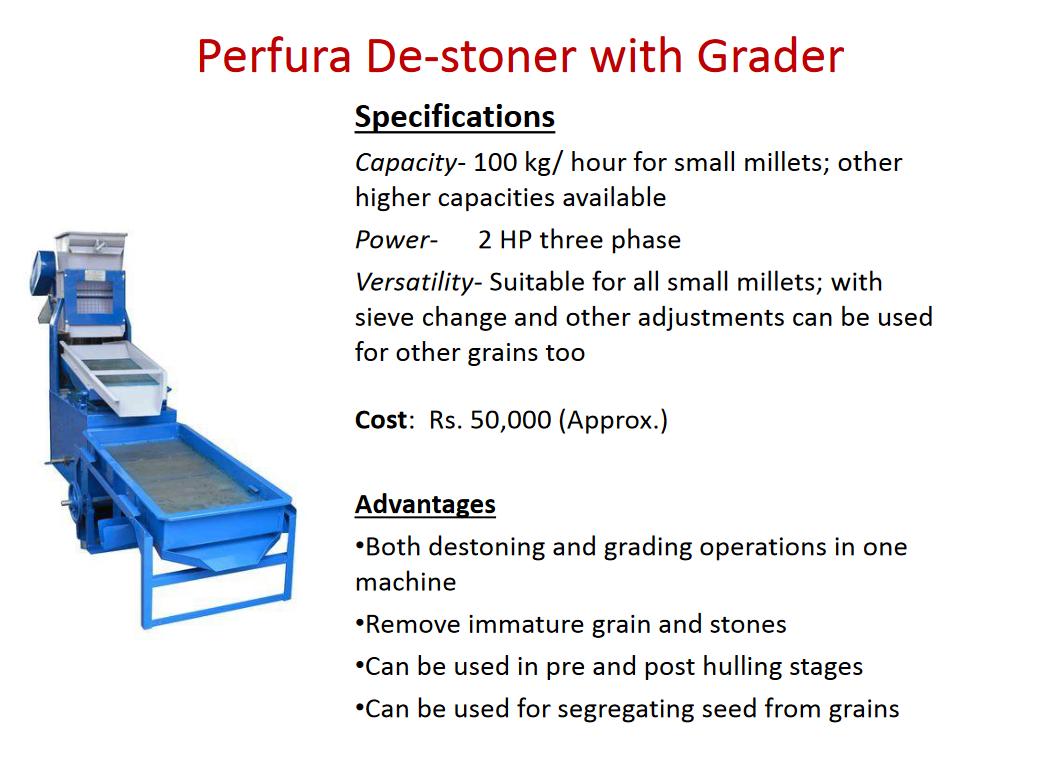 Perfura De-stoner with Grader
Specifications
Capacity- 100 kg/ hour for small millets; other
higher capacities available
Power- 2 HP three phase
Versatility- Suitable for all small millets; with
sieve change and other adjustments can be used
for other grains too
Cost: Rs. 50,000 (Approx.)
Advantages
•Both destoning and grading operations in one
machine
•Remove immature grain and stones
•Can be used in pre and post hulling stages
•Can be used for segregating seed from grains